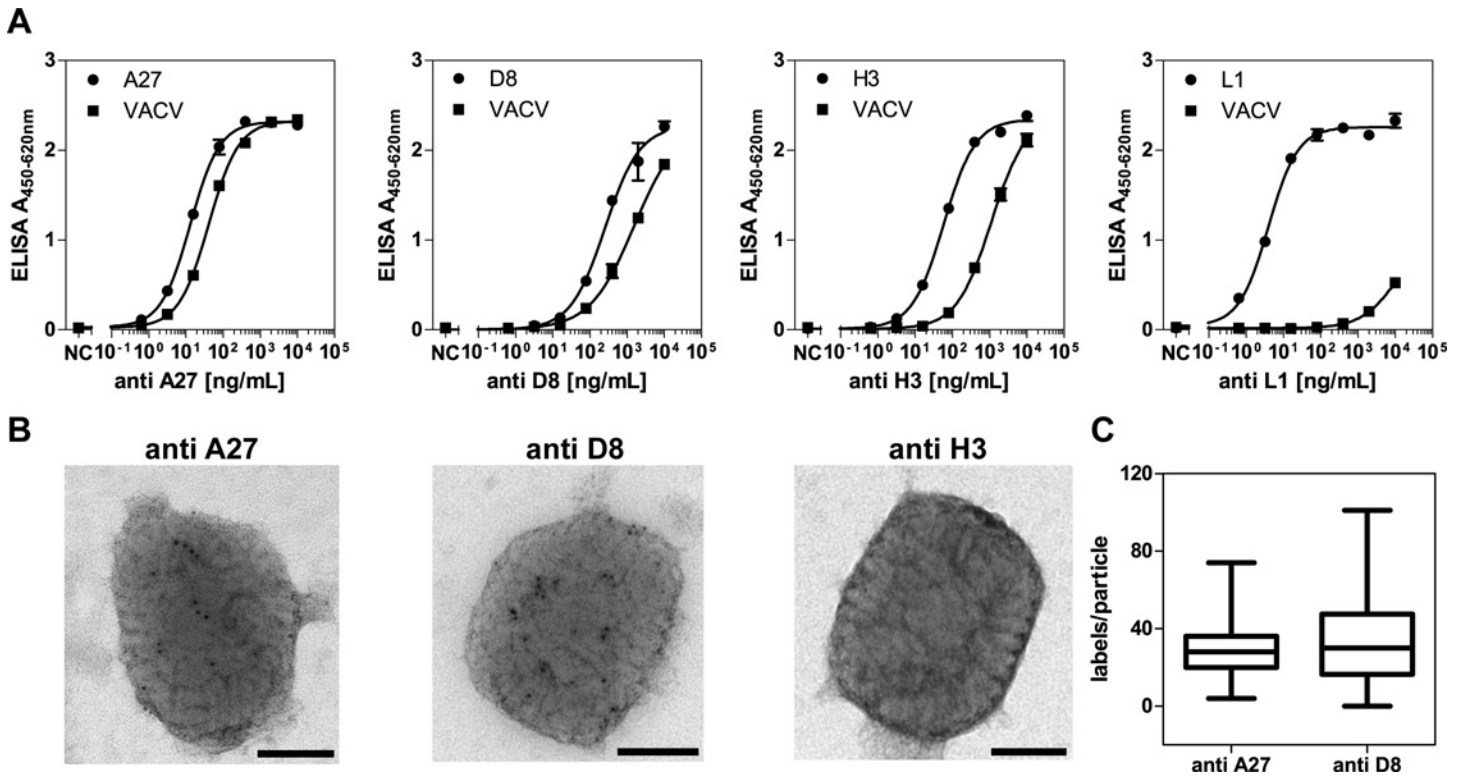 A
3
2
1
0
ELISA A450-620nm
A27
VACV
NC 10-1 100 101 102 103 104 105
anti A27 [ng/mL]
3
2
1
0
ELISA A450-620nm
D8
VACV
NC 10-1 100 101 102 103 104 105
anti D8 [ng/mL]
3
2
1
0
ELISA A450-620nm
H3
VACV
NC 10-1 100 101 102 103 104 105
anti H3 [ng/mL]
3
2
1
0
ELISA A450-620nm
L1
VACV
NC 10-1 100 101 102 103 104 105
anti L1 [ng/mL]
B
anti A27
anti D8
anti H3
C
120
80
40
0
labels/particle
anti A27 anti D8